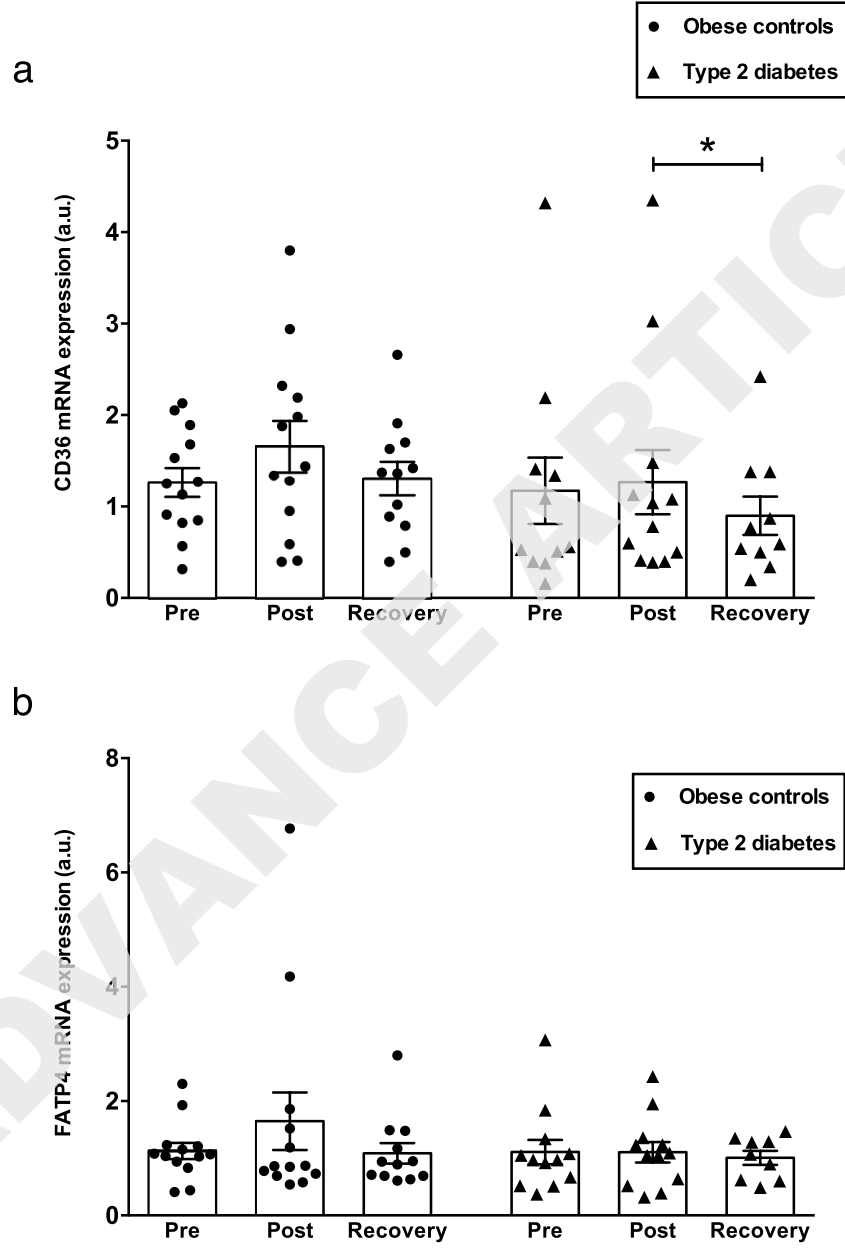 Obese controls
a
Type 2 diabetes
5
*
4
3
2
1
0
CD36 mRNA expression (a.u.)
Pre Post Recovery Pre Post Recovery
b
8
Obese controls
Type 2 diabetes
6
4
2
0
FATP4 mRNA expression (a.u.)
Pre Post Recovery Pre Post Recovery
ADVANCE ARTIC